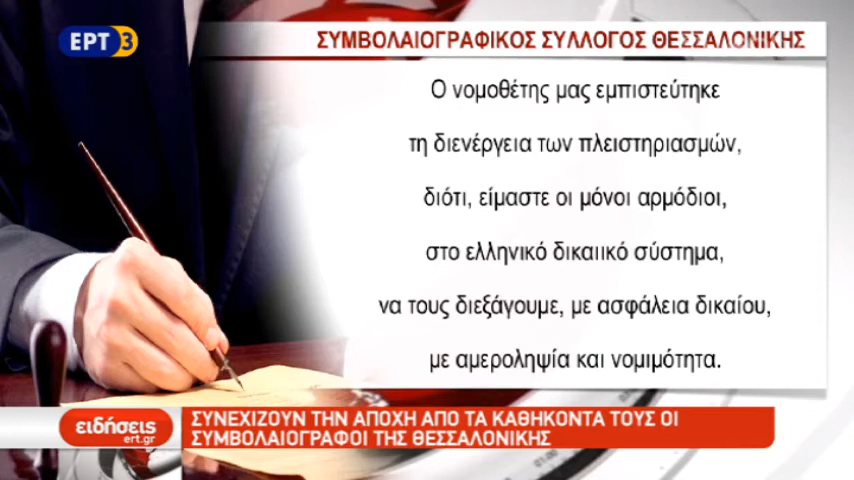 ΕΡΤ3
ΣΥΜΒΟΛΑΙΟΓΡΑΦΙΚΟΣ ΣΥΛΛΟΓΟΣ ΘΕΣΣΑΛΟΝΙΚΗΣ
Ο νομοθέτης μας εμπιστεύτηκε
τη διενέργεια των πλειστηριασμών,
διότι, είμαστε οι μόνοι αρμόδιοι,
στο ελληνικό δικαιικό σύστημα,
να τους διεξάγουμε, με ασφάλεια δικαίου,
με αμεροληψία και νομιμότητα.
ειδήσεις
ert.gr
ΣΥΝΕΧΙΖΟΥΝ ΤΗΝ ΑΠΟΧΗ ΑΠΟ ΤΑ ΚΑΘΗΚΟΝΤΑ ΤΟΥΣ ΟΙ
ΣΥΜΒΟΛΑΙΟΓΡΑΦΟΙ ΤΗΣ ΘΕΣΣΑΛΟΝΙΚΗΣ